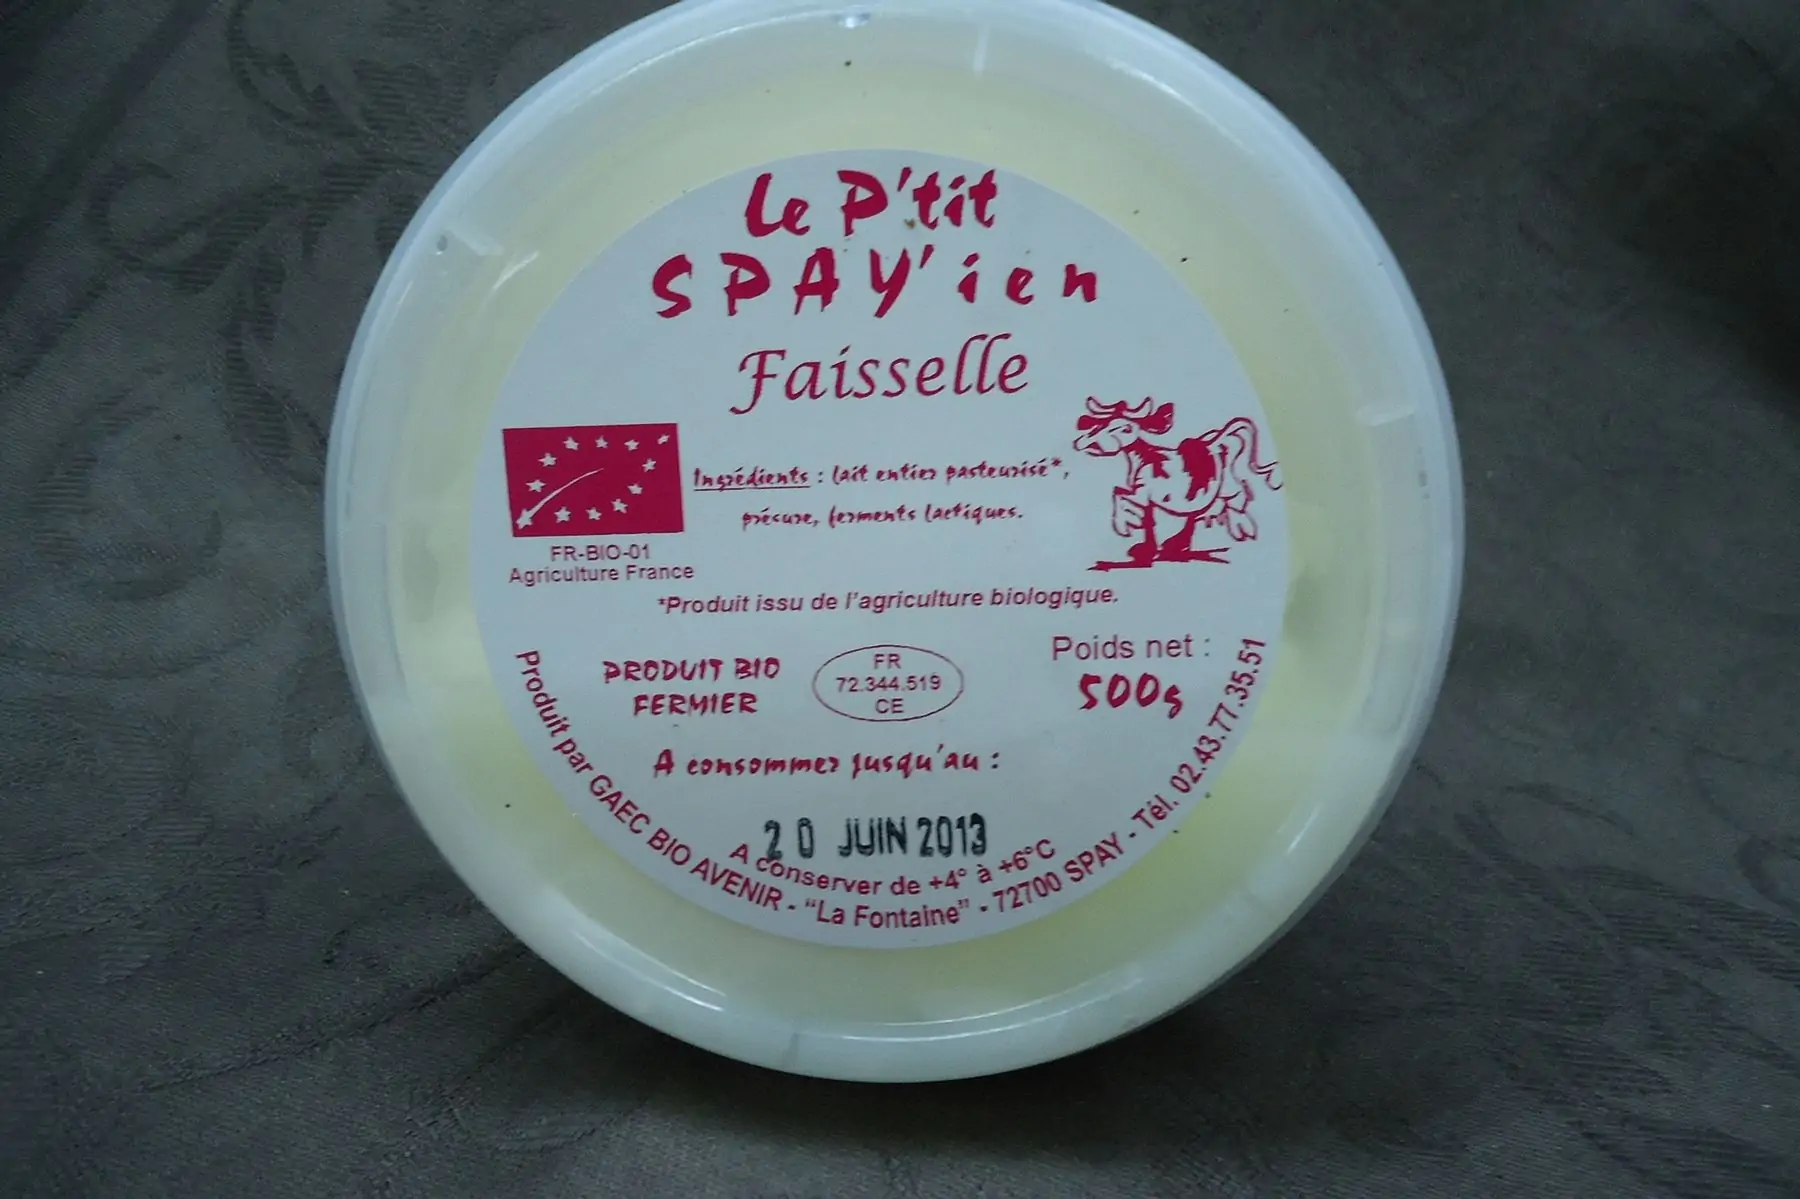 Le P'tit
SPAY'ien
Faisselle
Ingrédients : lait entier pasteurisé*,
présure, ferments lactiques.
FR-BIO-01
Agriculture France
*Produit issu de l'agriculture biologique.
PRODUIT BIO
FERMIER
FR
72.344.519
CE
Poids net :
500g
A consommer jusqu'au :
20 JUIN 2013
A conserver de +4° à +6°C
Produit par GAEC BIO AVENIR - "La Fontaine" - 72700 SPAY - Tél. 02.43.77.35.51